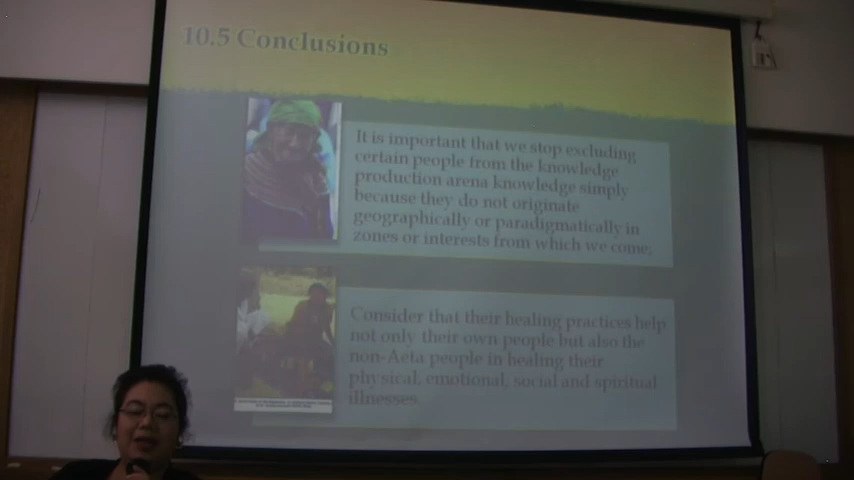 10.5 Conclusions
It is important that we stop excluding
certain people from the knowledge
production arena knowledge simply
because they do not originate
geographically or paradigmatically in
zones or interests from which we come;
Consider that their healing practices help
not only their own people but also the
non-Aeta people in healing their
physical, emotional, social and spiritual
illnesses.